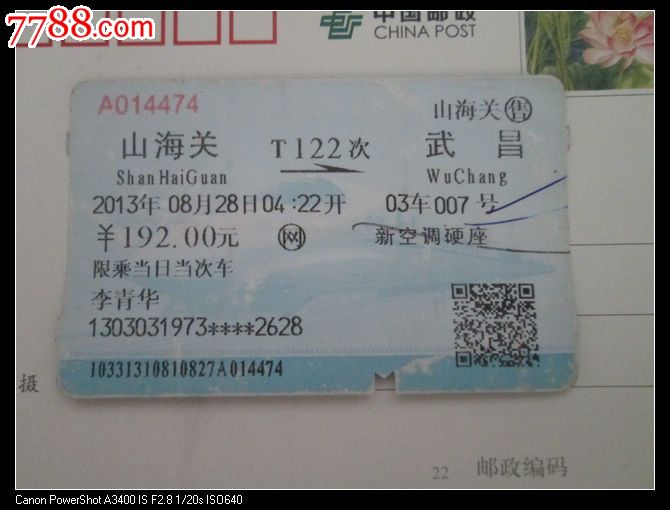 7788.com
中国邮政
CHINA POST
A014474
山海关 售
山海关 T122次 武昌
ShanHaiGuan WuChang
2013年08月28日04:22开 03车007号
￥192.00元 网 新空调硬座
限乘当日当次车
李青华
1303031973****2628
10331310810827A014474
摄
22 邮政编码
Canon PowerShot A3400 IS F2.8 1/20s ISO640